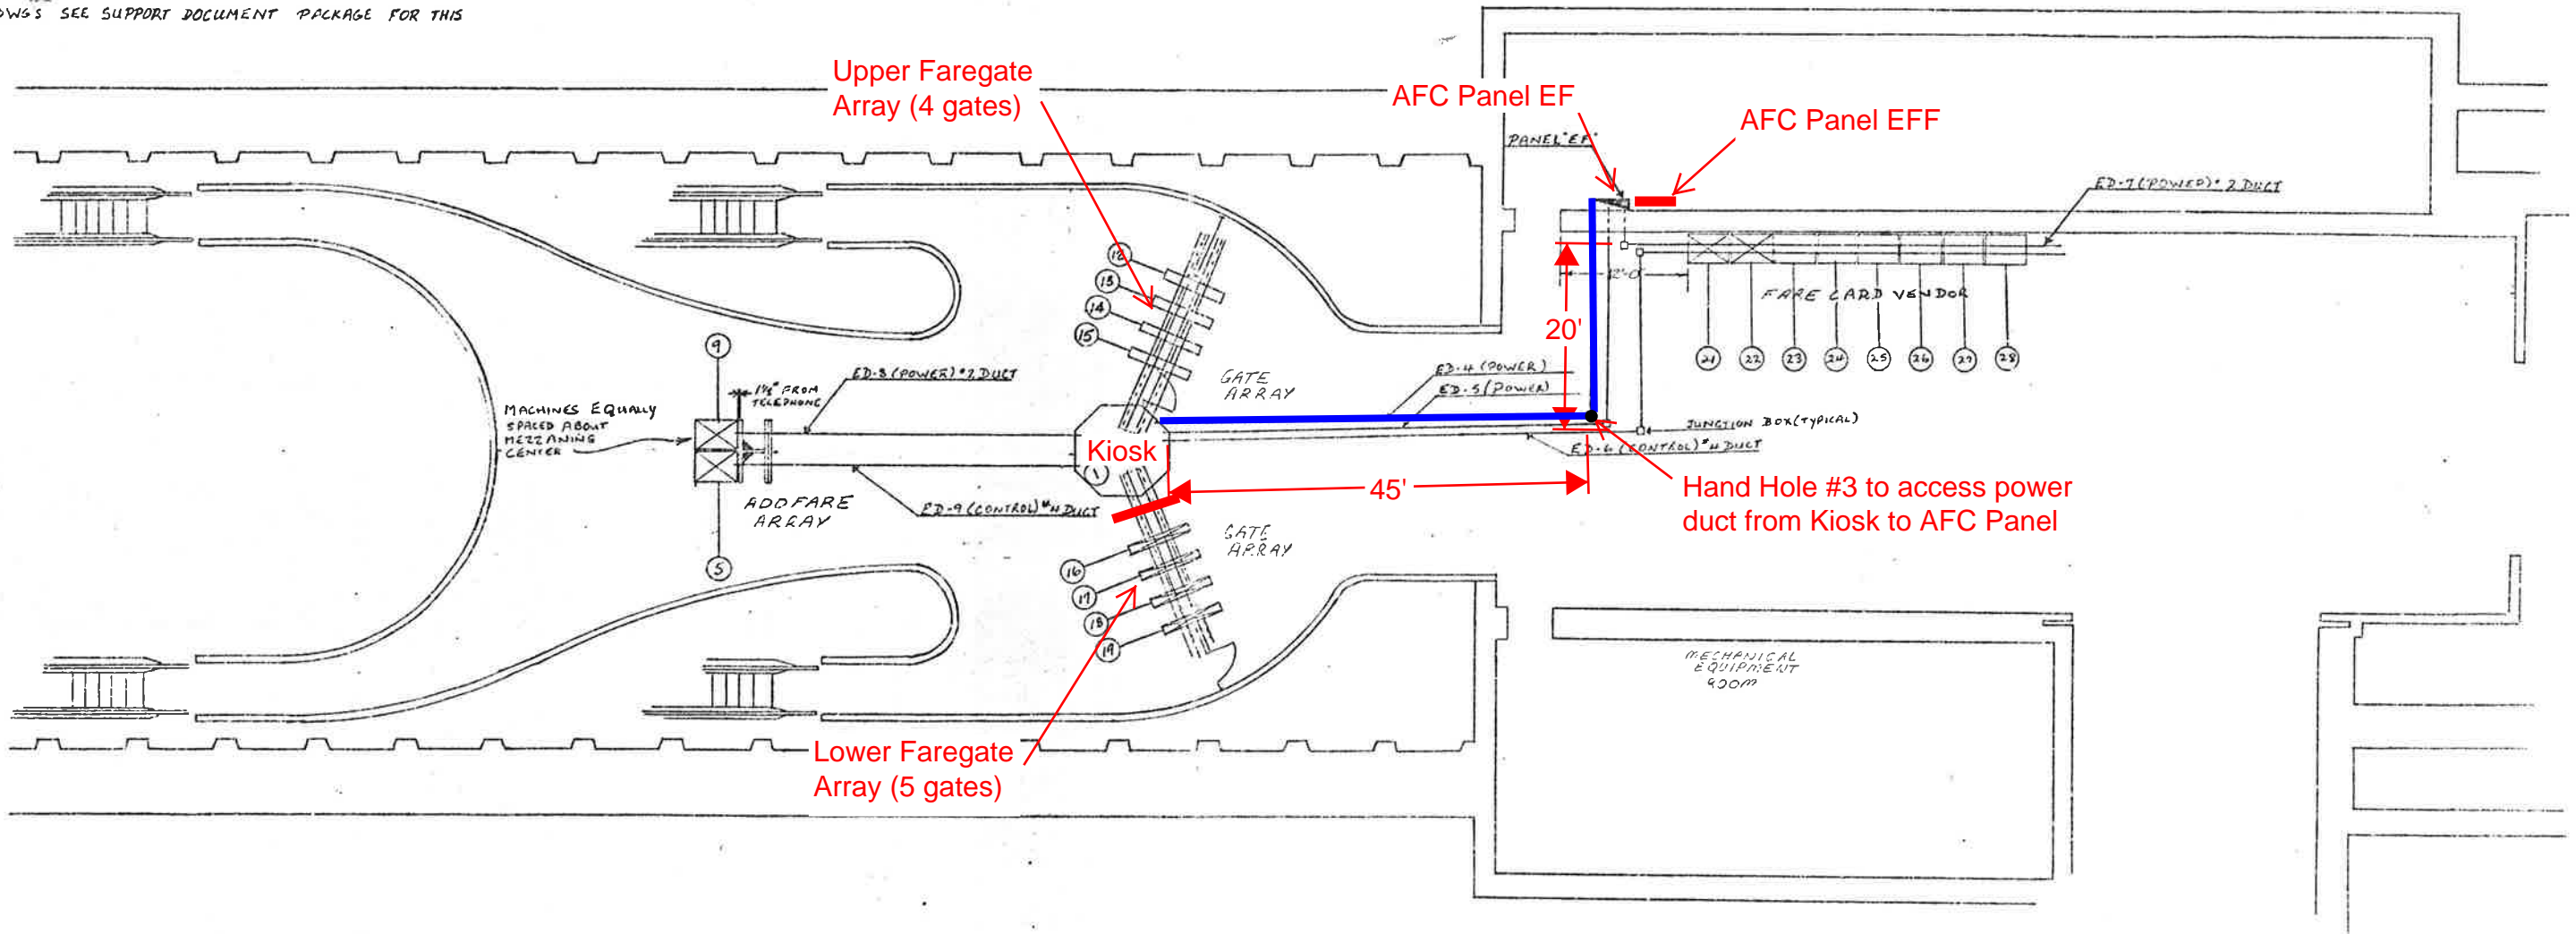 DWGS SEE SUPPORT DOCUMENT PACKAGE FOR THIS
Upper Faregate
Array (4 gates)
AFC Panel EF
AFC Panel EFF
PANEL "EF"
ED-7 (POWER) #2 DUCT
12
13
14
15
2'-0"
FARE CARD VENDOR
20'
21
22
23
24
25
26
27
28
9
1½" FROM
TELEPHONE
ED-8 (POWER) #2 DUCT
GATE
ARRAY
ED-4 (POWER)
ED-5 (POWER)
MACHINES EQUALLY
SPACED ABOUT
MEZZANING
CENTER
JUNCTION BOX (TYPICAL)
ED-6 (CONTROL) #4 DUCT
Kiosk
1
45'
Hand Hole #3 to access power
duct from Kiosk to AFC Panel
ADDFARE
ARRAY
ED-9 (CONTROL) #4 DUCT
GATE
ARRAY
5
16
17
18
19
MECHANICAL
EQUIPMENT
ROOM
Lower Faregate
Array (5 gates)